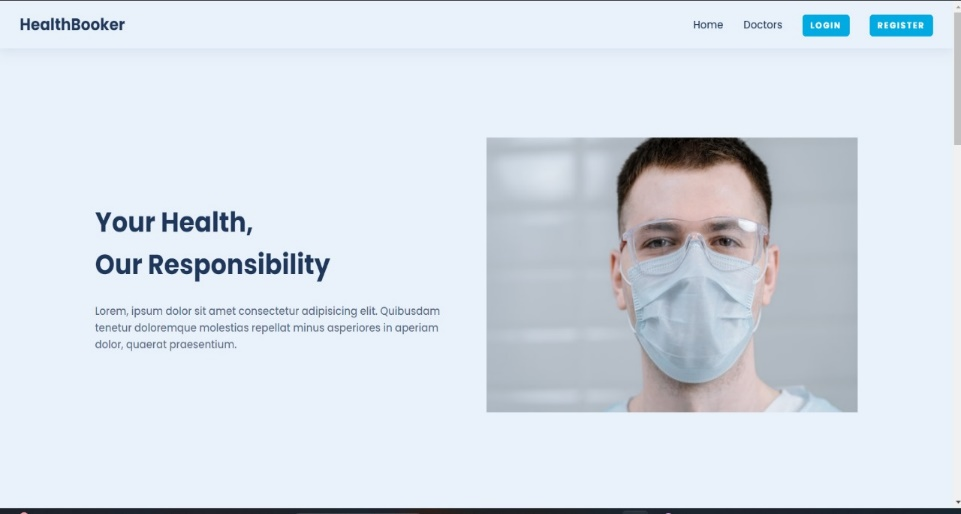 HealthBooker
Home Doctors LOGIN REGISTER
Your Health,
Our Responsibility
Lorem, ipsum dolor sit amet consectetur adipisicing elit. Quibusdam
tenetur doloremque molestias repellat minus asperiores in aperiam
dolor, quaerat praesentium.